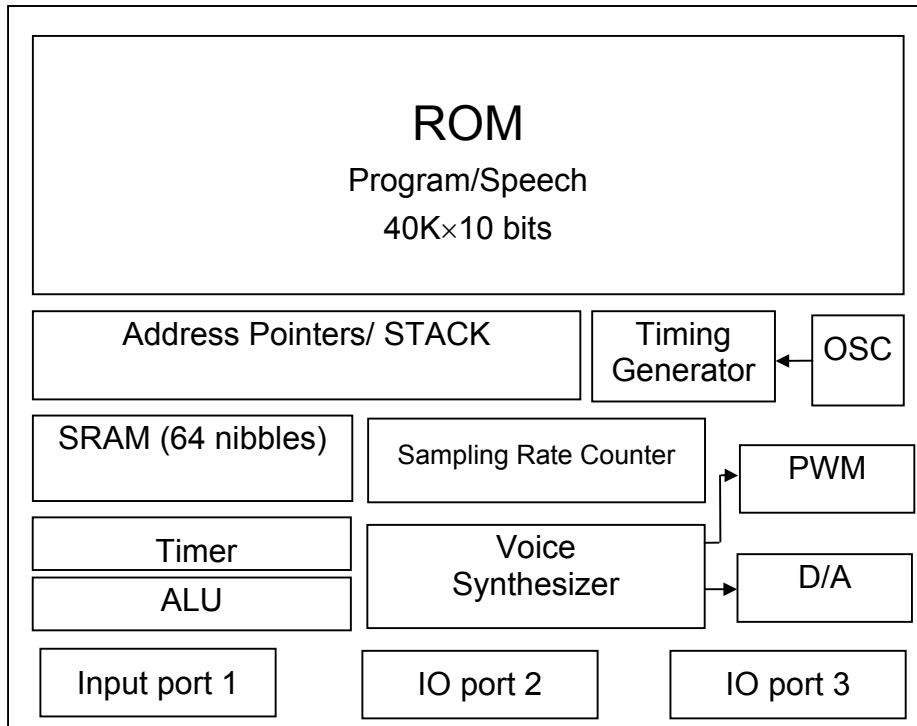 ROM
Program/Speech
40K×10 bits
Address Pointers/ STACK
Timing
Generator
OSC
SRAM (64 nibbles)
Sampling Rate Counter
PWM
Timer
Voice
Synthesizer
D/A
ALU
Input port 1
IO port 2
IO port 3